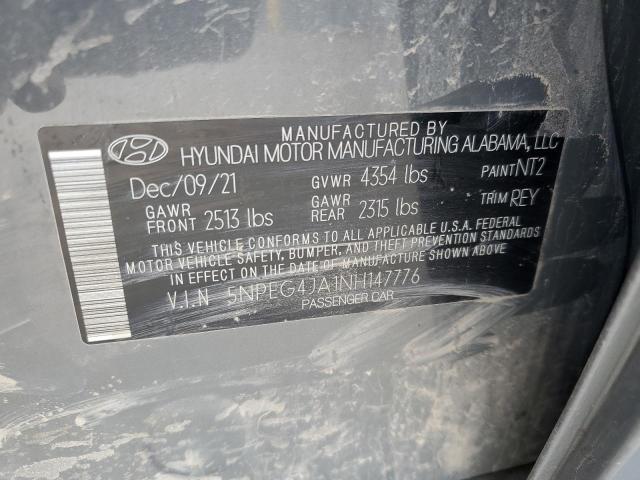 MANUFACTURED BY
HYUNDAI MOTOR MANUFACTURING ALABAMA, LLC
Dec/09/21 GVWR 4354 lbs PAINT NT2
GAWR FRONT 2513 lbs GAWR REAR 2315 lbs TRIM REY
THIS VEHICLE CONFORMS TO ALL APPLICABLE U.S.A. FEDERAL
MOTOR VEHICLE SAFETY, BUMPER, AND THEFT PREVENTION STANDARDS
IN EFFECT ON THE DATE OF MANUFACTURE SHOWN ABOVE
V.I.N 5NPEG4JA1NH147776
PASSENGER CAR